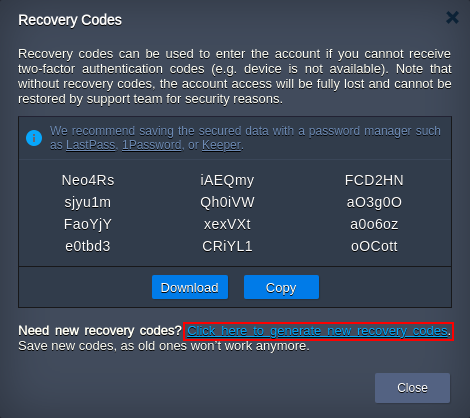 Recovery Codes
Recovery codes can be used to enter the account if you cannot receive
two-factor authentication codes (e.g. device is not available). Note that
without recovery codes, the account access will be fully lost and cannot be
restored by support team for security reasons.
We recommend saving the secured data with a password manager such
as LastPass, 1Password, or Keeper.
Neo4Rs iAEQmy FCD2HN
sjyu1m Qh0iVW aO3g0O
FaoYjY xexVXt a0o6oz
e0tbd3 CRiYL1 oOCott
Download Copy
Need new recovery codes? Click here to generate new recovery codes.
Save new codes, as old ones won't work anymore.
Close